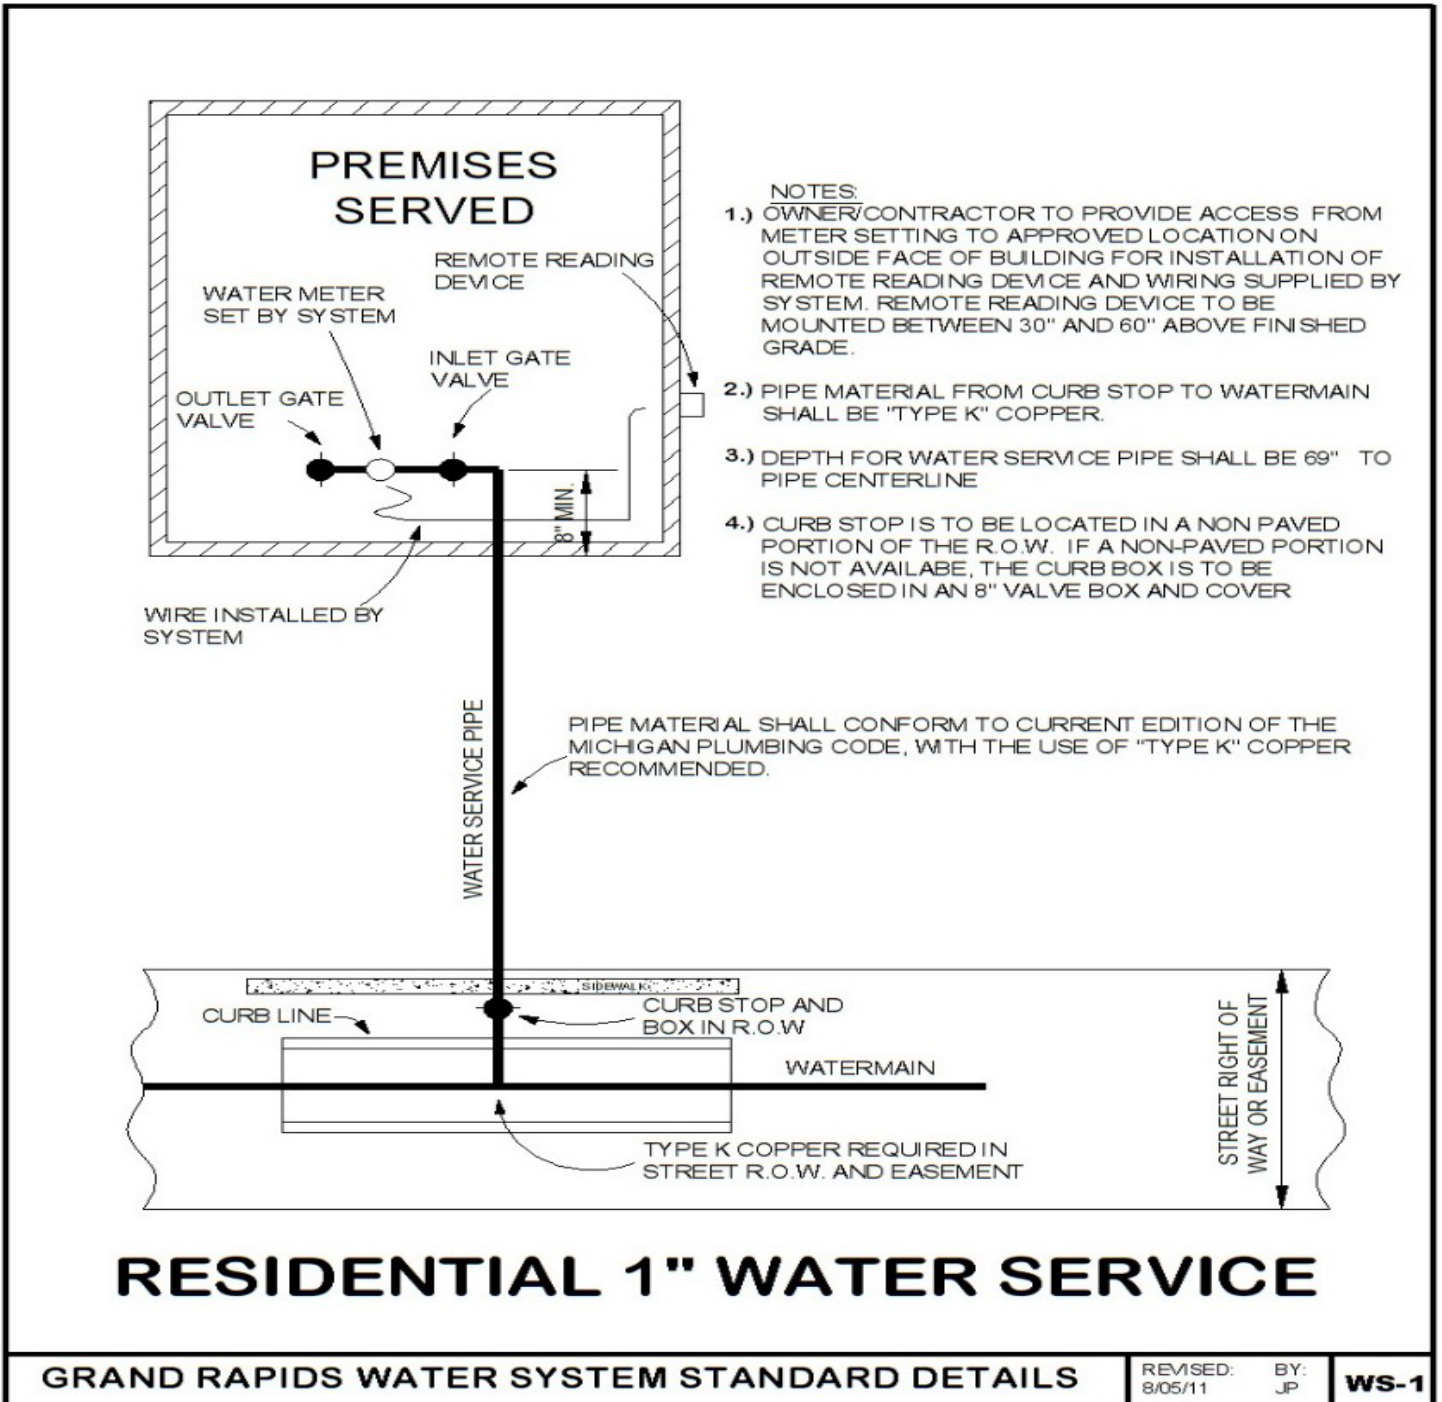 PREMISES
SERVED
REMOTE READING
DEVICE
WATER METER
SET BY SYSTEM
INLET GATE
VALVE
OUTLET GATE
VALVE
8" MIN.
WIRE INSTALLED BY
SYSTEM
NOTES:
1.) OWNER/CONTRACTOR TO PROVIDE ACCESS FROM
METER SETTING TO APPROVED LOCATION ON
OUTSIDE FACE OF BUILDING FOR INSTALLATION OF
REMOTE READING DEVICE AND WIRING SUPPLIED BY
SYSTEM. REMOTE READING DEVICE TO BE
MOUNTED BETWEEN 30" AND 60" ABOVE FINISHED
GRADE.
2.) PIPE MATERIAL FROM CURB STOP TO WATERMAIN
SHALL BE "TYPE K" COPPER.
3.) DEPTH FOR WATER SERVICE PIPE SHALL BE 69" TO
PIPE CENTERLINE
4.) CURB STOP IS TO BE LOCATED IN A NON PAVED
PORTION OF THE R.O.W. IF A NON-PAVED PORTION
IS NOT AVAILABE, THE CURB BOX IS TO BE
ENCLOSED IN AN 8" VALVE BOX AND COVER
WATER SERVICE PIPE
PIPE MATERIAL SHALL CONFORM TO CURRENT EDITION OF THE
MICHIGAN PLUMBING CODE, WITH THE USE OF "TYPE K" COPPER
RECOMMENDED.
SIDEWALK
CURB LINE
CURB STOP AND
BOX IN R.O.W
WATERMAIN
TYPE K COPPER REQUIRED IN
STREET R.O.W. AND EASEMENT
STREET RIGHT OF
WAY OR EASEMENT
RESIDENTIAL 1" WATER SERVICE
GRAND RAPIDS WATER SYSTEM STANDARD DETAILS
REVISED: BY:
8/05/11 JP
WS-1